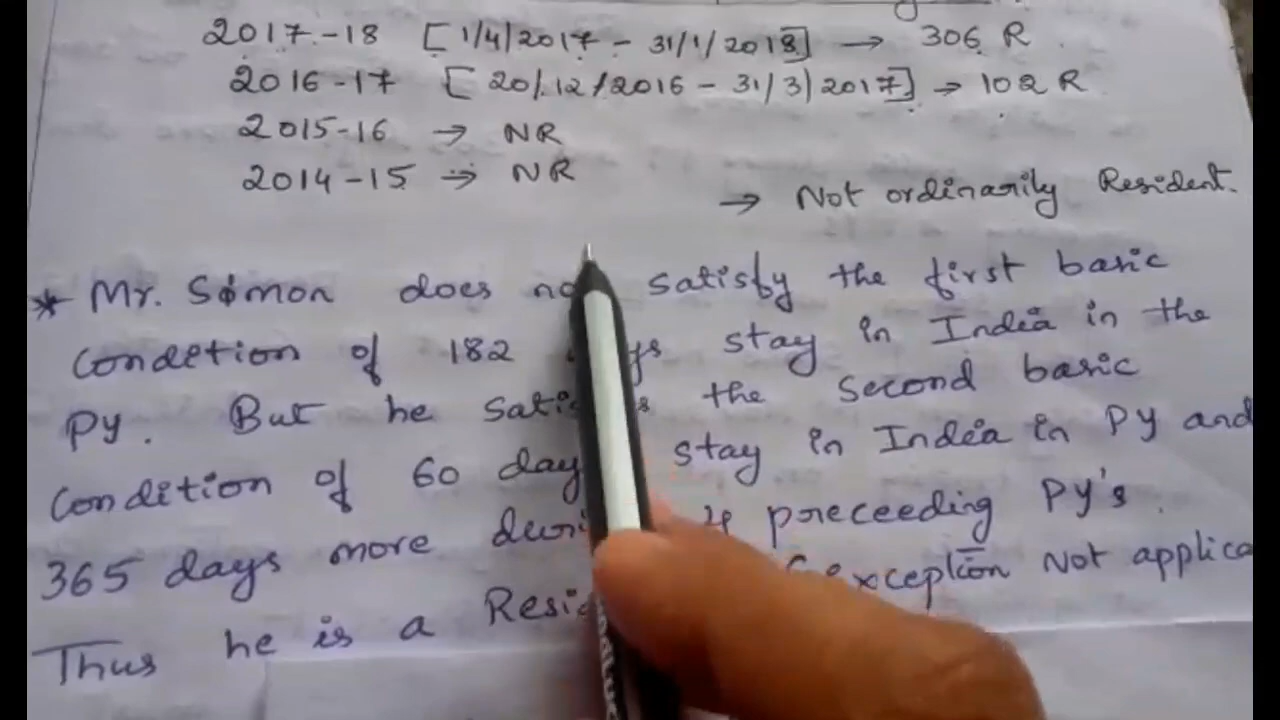 2017-18 [1/4/2017 - 31/1/2018] → 306 R
2016-17 [20/12/2016 - 31/3/2017] → 102 R
2015-16 → NR
2014-15 → NR
→ Not ordinarily Resident.
* Mr. Simon does satisfy the first basic
condition of 182 stay in India in the
PY. But he the second basic
condition of 60 day stay in India in PY and
365 days more 4 preceeding PY's.
Thus he is a exception Not applica